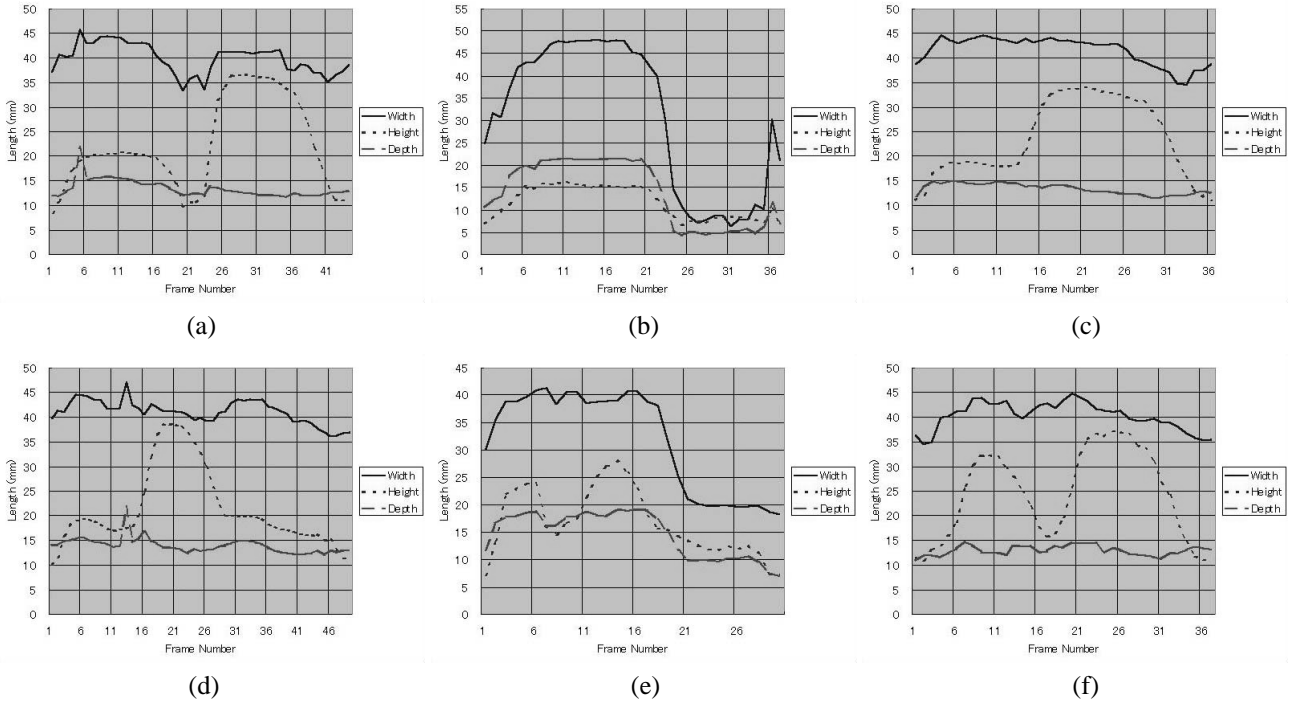 50
45
40
35
30
25
20
15
10
5
0
Length (mm)
1 6 11 16 21 26 31 36 41
Frame Number
Width
Height
Depth
(a)
55
50
45
40
35
30
25
20
15
10
5
0
Length (mm)
1 6 11 16 21 26 31 36
Frame Number
Width
Height
Depth
(b)
50
45
40
35
30
25
20
15
10
5
0
Length (mm)
1 6 11 16 21 26 31 36
Frame Number
Width
Height
Depth
(c)
50
45
40
35
30
25
20
15
10
5
0
Length (mm)
1 6 11 16 21 26 31 36 41 46
Frame Number
Width
Height
Depth
(d)
45
40
35
30
25
20
15
10
5
0
Length (mm)
1 6 11 16 21 26
Frame Number
Width
Height
Depth
(e)
50
45
40
35
30
25
20
15
10
5
0
Length (mm)
1 6 11 16 21 26 31 36
Frame Number
Width
Height
Depth
(f)